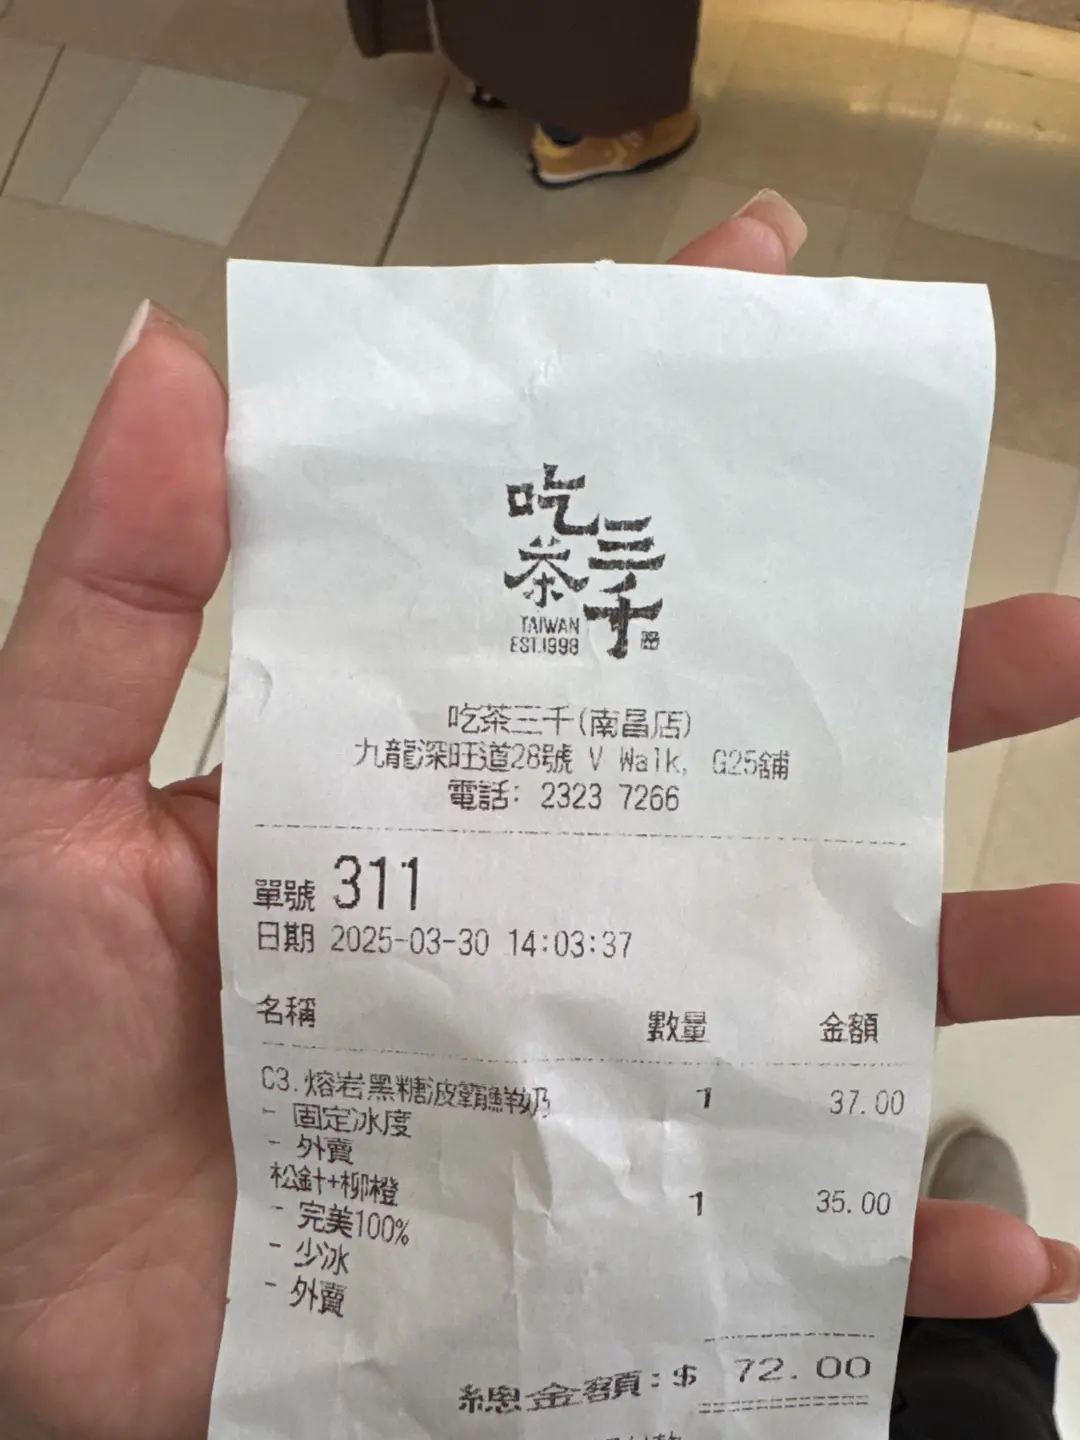 吃茶三千
TAIWAN
EST.1998
吃茶三千(南昌店)
九龍深旺道28號 V Walk, G25舖
電話: 2323 7266
單號 311
日期 2025-03-30 14:03:37
名稱 數量 金額
C3.熔岩黑糖波霸鮮奶 1 37.00
- 固定冰度
- 外賣
松針+柳橙 1 35.00
- 完美100%
- 少冰
- 外賣
總金額:$ 72.00